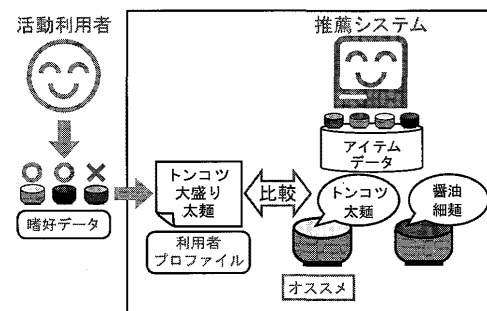 活動利用者
推薦システム
アイテム
データ
嗜好データ
トンコツ
大盛り
太麺
利用者
プロファイル
比較
トンコツ
太麺
醤油
細麺
オススメ